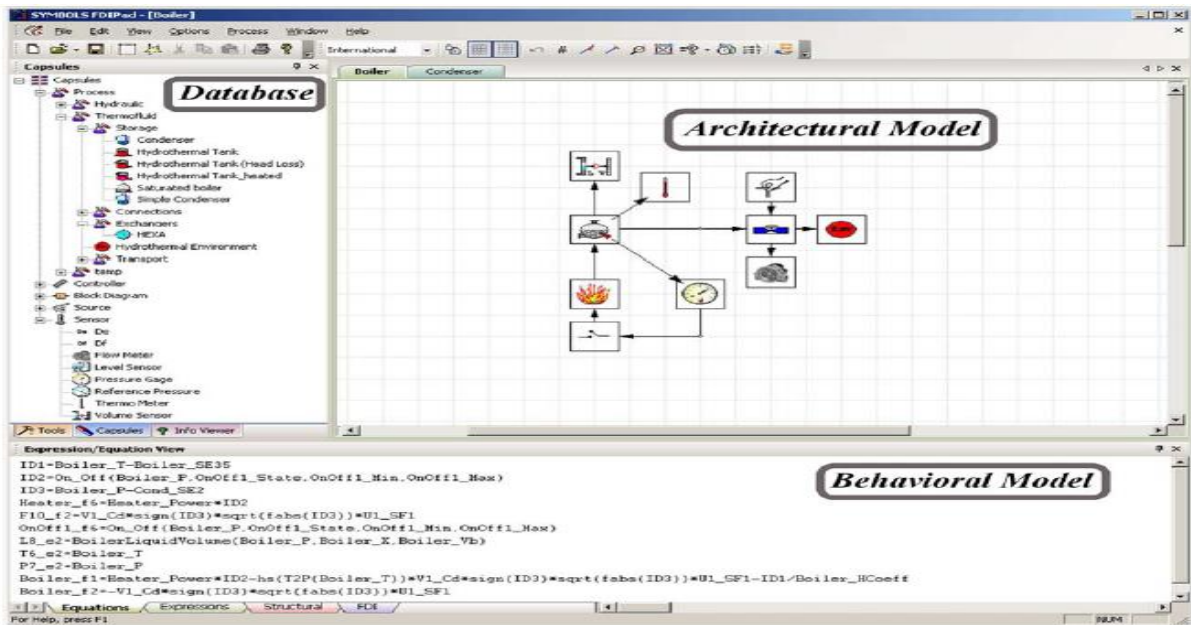 SYMBOLS FDIPad - [Boiler]
File Edit View Options Process Window Help
International
Capsules
Boiler Condenser
Database
Architectural Model
Capsules
Process
Hydraulic
Thermofluid
Storage
Condenser
Hydrothermal Tank
Hydrothermal Tank (Head Loss)
Hydrothermal Tank_heated
Saturated boiler
Simple Condenser
Connections
Exchangers
HEXA
Hydrothermal Environment
Transport
temp
Controller
Block Diagram
Source
Sensor
De De
Df Df
Flow Meter
Level Sensor
Pressure Gage
Reference Pressure
Thermo Meter
Volume Sensor
Tools Capsules Info Viewer
Expression/Equation View
Behavioral Model
ID1=Boiler_T-Boiler_SE35
ID2=On_Off(Boiler_P,OnOff1_State,OnOff1_Min,OnOff1_Max)
ID3=Boiler_P-Cond_SE2
Heater_f6=Heater_Power*ID2
F10_f2=V1_Cd*sign(ID3)*sqrt(fabs(ID3))*U1_SF1
OnOff1_f6=On_Off(Boiler_P,OnOff1_State,OnOff1_Min,OnOff1_Max)
L8_e2=BoilerLiquidVolume(Boiler_P,Boiler_X,Boiler_Vb)
T6_e2=Boiler_T
P7_e2=Boiler_P
Boiler_f1=Heater_Power*ID2-hs(T2P(Boiler_T))*V1_Cd*sign(ID3)*sqrt(fabs(ID3))*U1_SF1-ID1/Boiler_HCoeff
Boiler_f2=-V1_Cd*sign(ID3)*sqrt(fabs(ID3))*U1_SF1
Equations Expressions Structural FDI
For Help, press F1 NUM